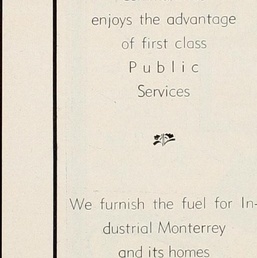 enjoys the advantage
of first class
Public
Services
We furnish the fuel for In-
dustrial Monterrey
and its homes